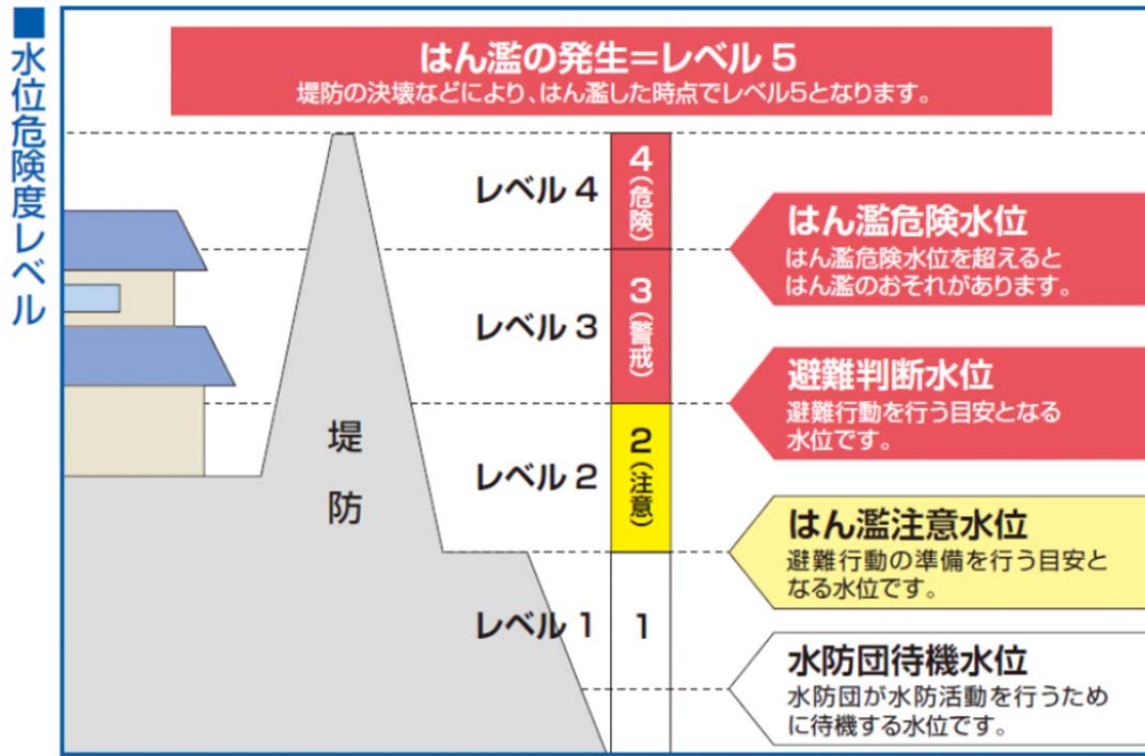 ■水位危険度レベル
はん濫の発生=レベル5
堤防の決壊などにより、はん濫した時点でレベル5となります。
レベル4
4(危険)
はん濫危険水位
はん濫危険水位を超えると
はん濫のおそれがあります。
レベル3
3(警戒)
避難判断水位
避難行動を行う目安となる
水位です。
堤防
レベル2
2(注意)
はん濫注意水位
避難行動の準備を行う目安と
なる水位です。
レベル1
1
水防団待機水位
水防団が水防活動を行うため
に待機する水位です。